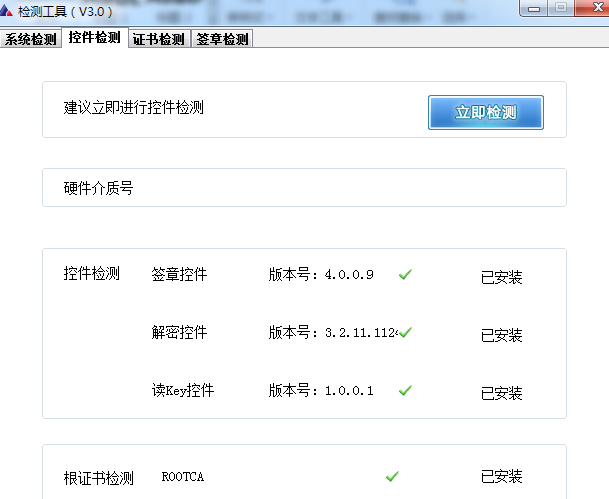 检测工具（V3.0）
系统检测 控件检测 证书检测 签章检测
建议立即进行控件检测 立即检测
硬件介质号
控件检测 签章控件 版本号：4.0.0.9 已安装
解密控件 版本号：3.2.11.1124 已安装
读Key控件 版本号：1.0.0.1 已安装
根证书检测 ROOTCA 已安装